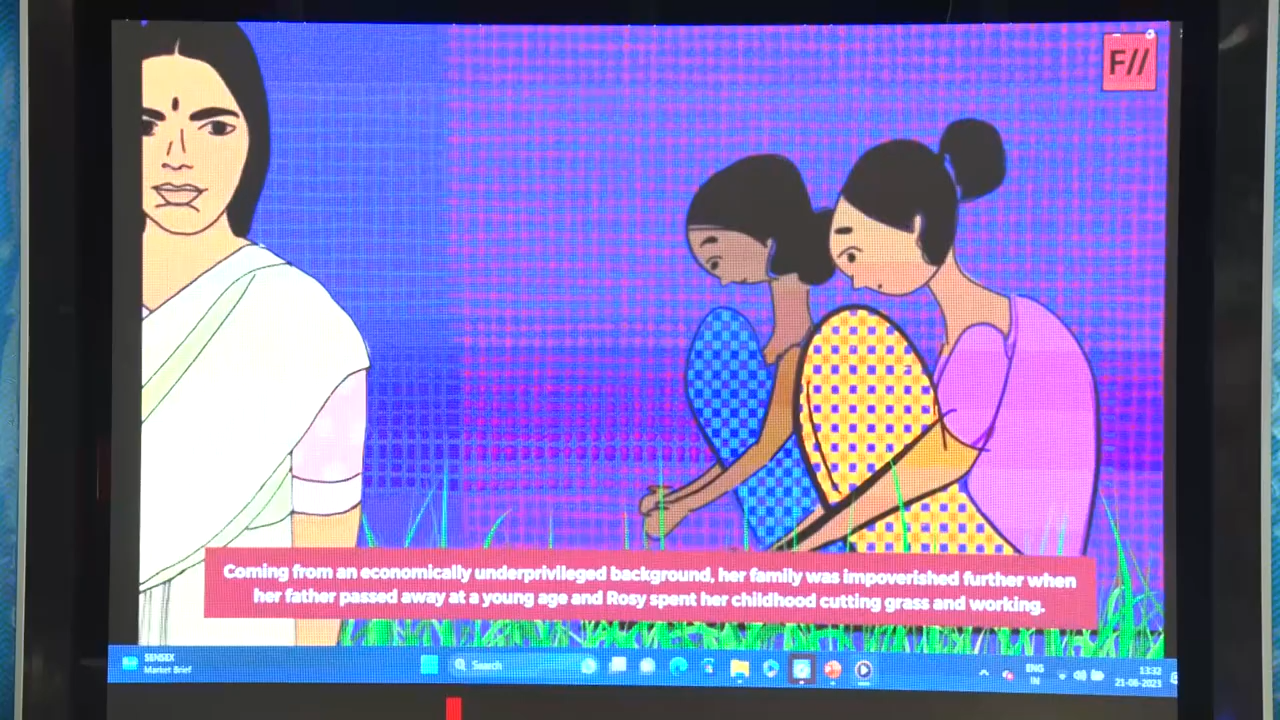 F//
Coming from an economically underprivileged background, her family was impoverished further when
her father passed away at a young age and Rosy spent her childhood cutting grass and working.
SENSEX
Market Brief
Search
ENG
IN
13:32
21-06-2023